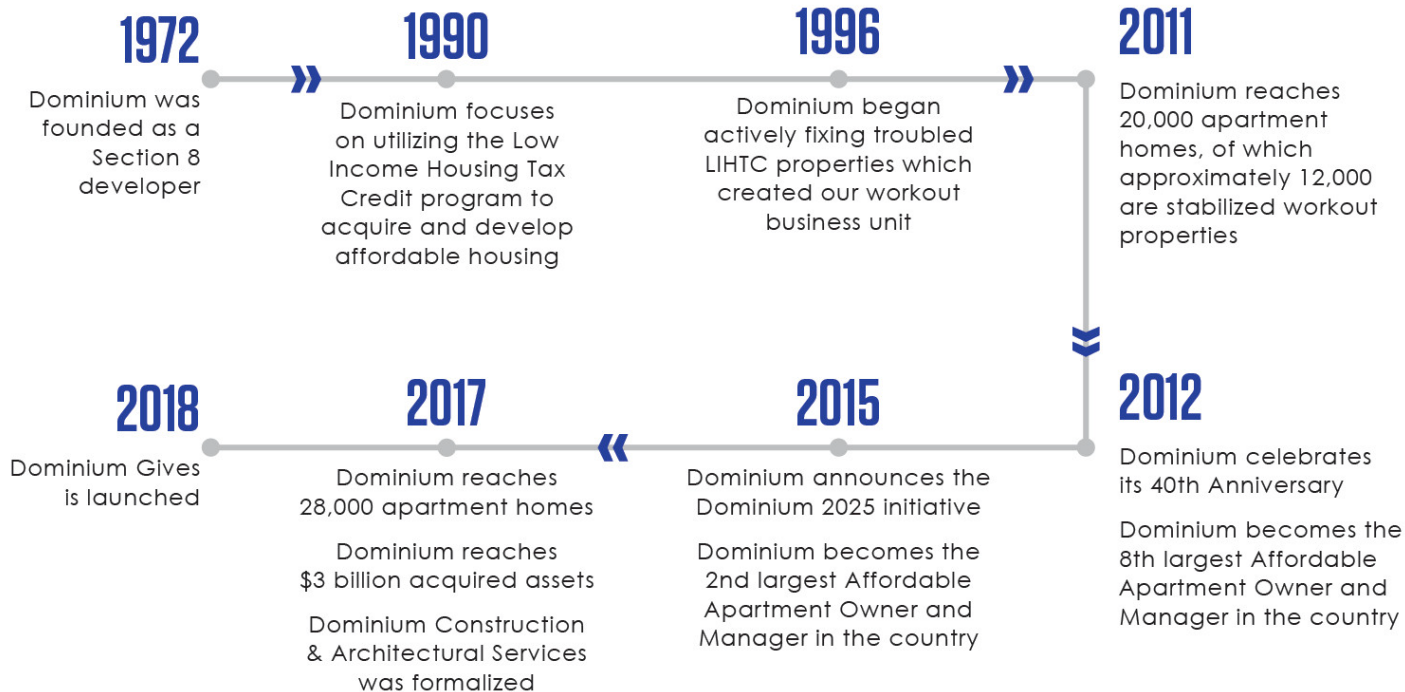 1972
Dominium was
founded as a
Section 8
developer
1990
Dominium focuses
on utilizing the Low
Income Housing Tax
Credit program to
acquire and develop
affordable housing
1996
Dominium began
actively fixing troubled
LIHTC properties which
created our workout
business unit
2011
Dominium reaches
20,000 apartment
homes, of which
approximately 12,000
are stabilized workout
properties
2012
Dominium celebrates
its 40th Anniversary
Dominium becomes the
8th largest Affordable
Apartment Owner and
Manager in the country
2015
Dominium announces the
Dominium 2025 initiative
Dominium becomes the
2nd largest Affordable
Apartment Owner and
Manager in the country
2017
Dominium reaches
28,000 apartment homes
Dominium reaches
$3 billion acquired assets
Dominium Construction
& Architectural Services
was formalized
2018
Dominium Gives
is launched